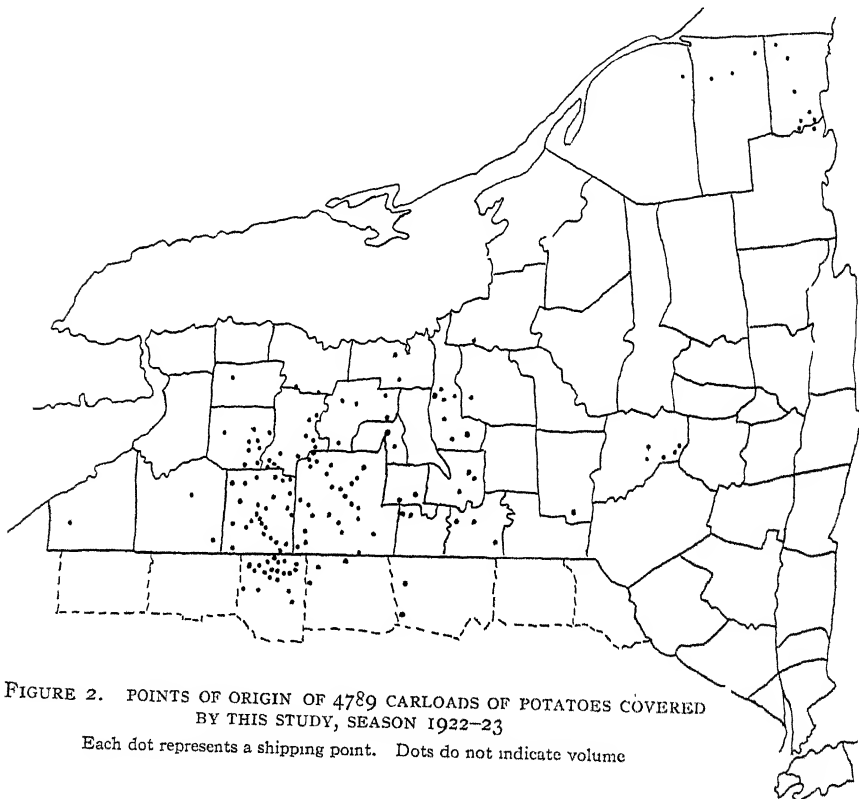 FIGURE 2. POINTS OF ORIGIN OF 4789 CARLOADS OF POTATOES COVERED
BY THIS STUDY, SEASON 1922–23
Each dot represents a shipping point. Dots do not indicate volume